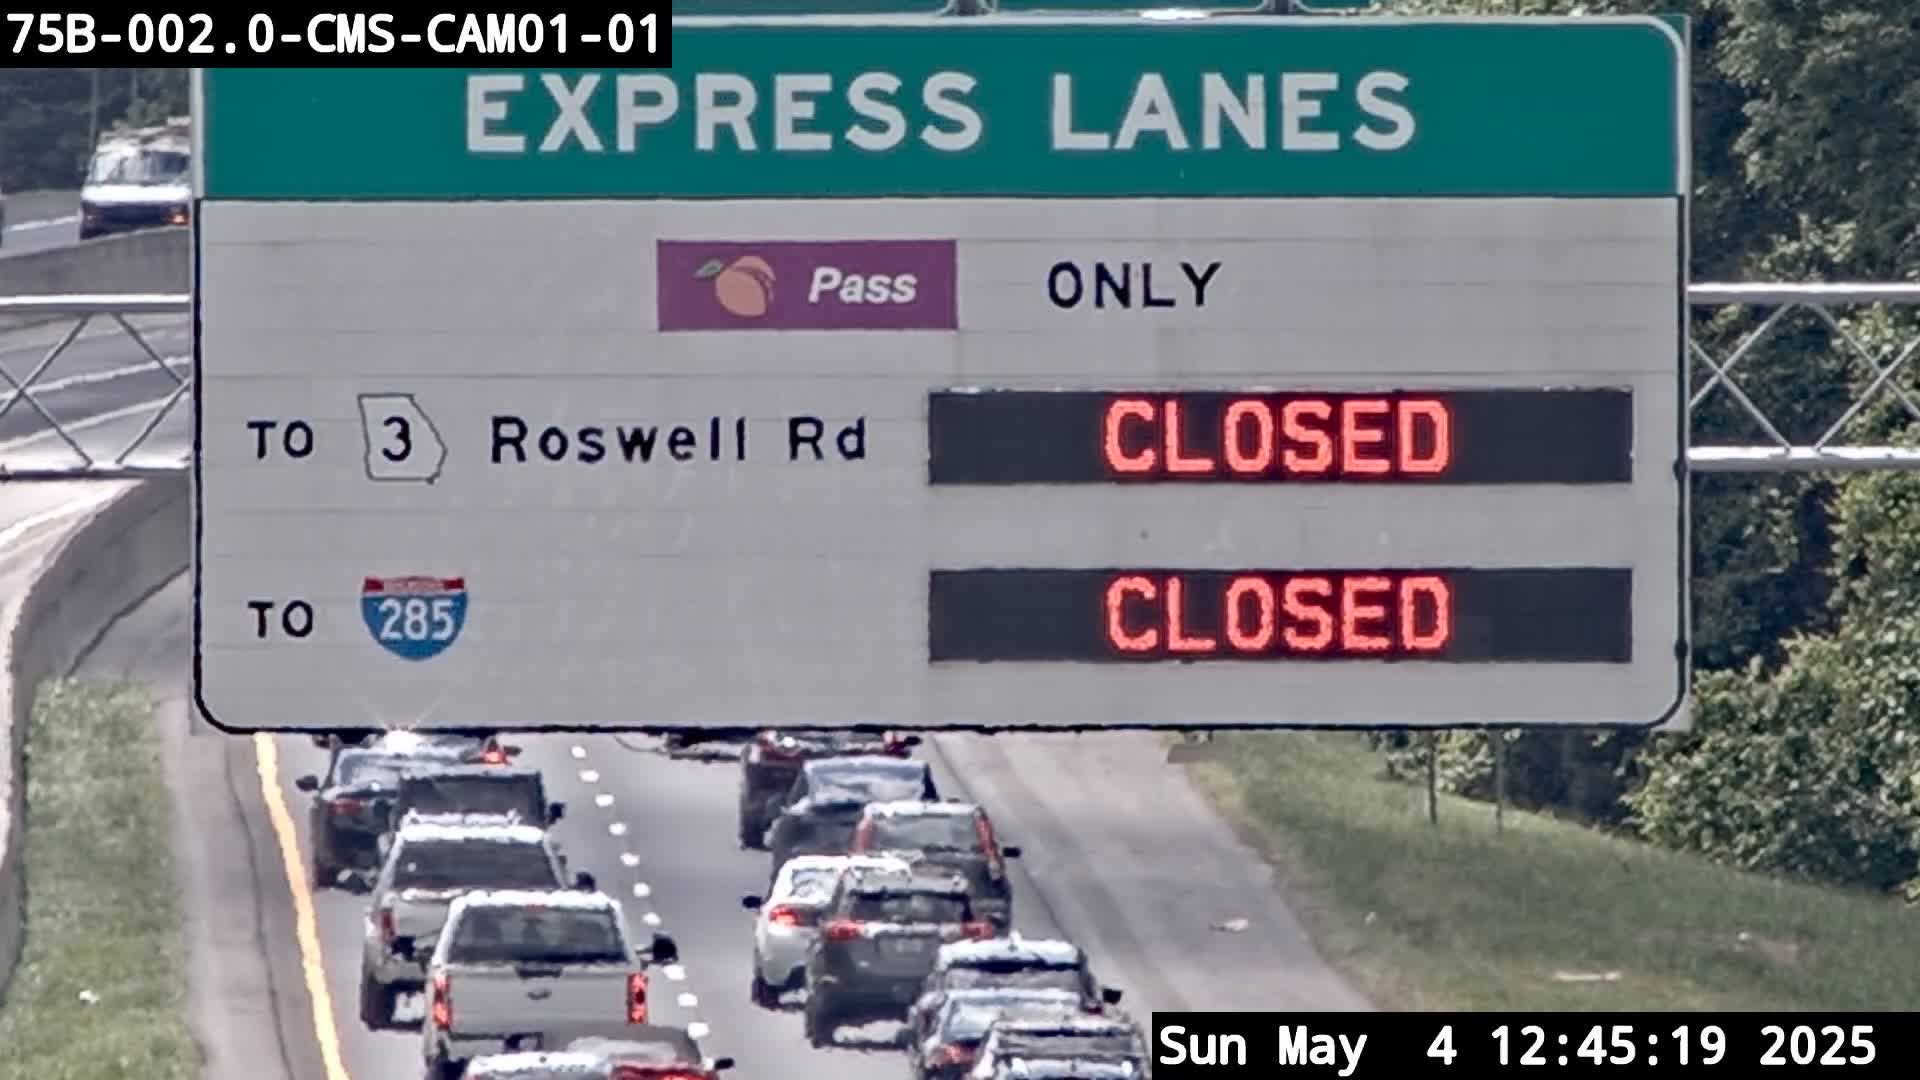 75B-002.0-CMS-CAM01-01
EXPRESS LANES
Pass ONLY
TO 3 Roswell Rd CLOSED
TO 285 CLOSED
Sun May 4 12:45:19 2025